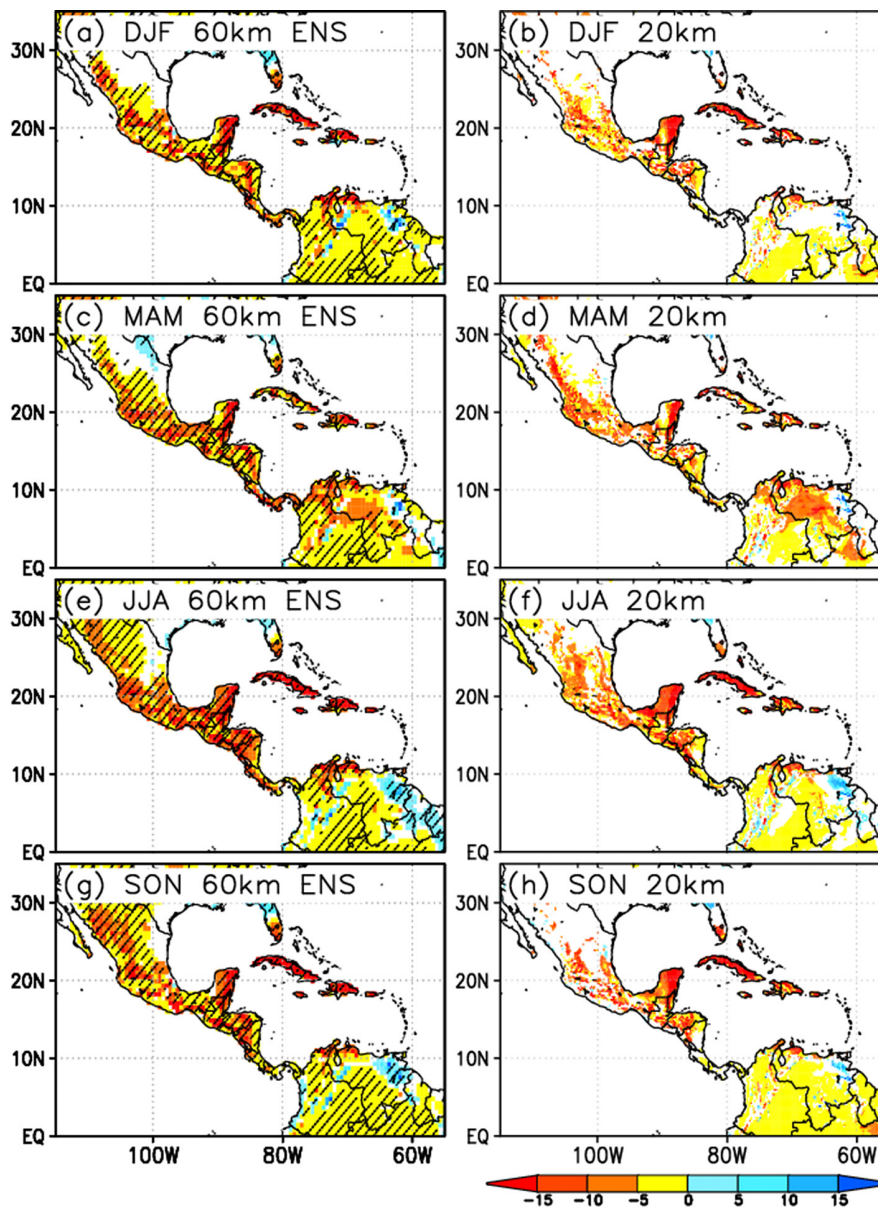 (a) DJF 60km ENS
(b) DJF 20km
30N
20N
10N
EQ
30N
20N
10N
EQ
(c) MAM 60km ENS
(d) MAM 20km
30N
20N
10N
EQ
30N
20N
10N
EQ
(e) JJA 60km ENS
(f) JJA 20km
30N
20N
10N
EQ
30N
20N
10N
EQ
(g) SON 60km ENS
(h) SON 20km
30N
20N
10N
EQ
30N
20N
10N
EQ
100W 80W 60W
100W 80W 60W
-15 -10 -5 0 5 10 15